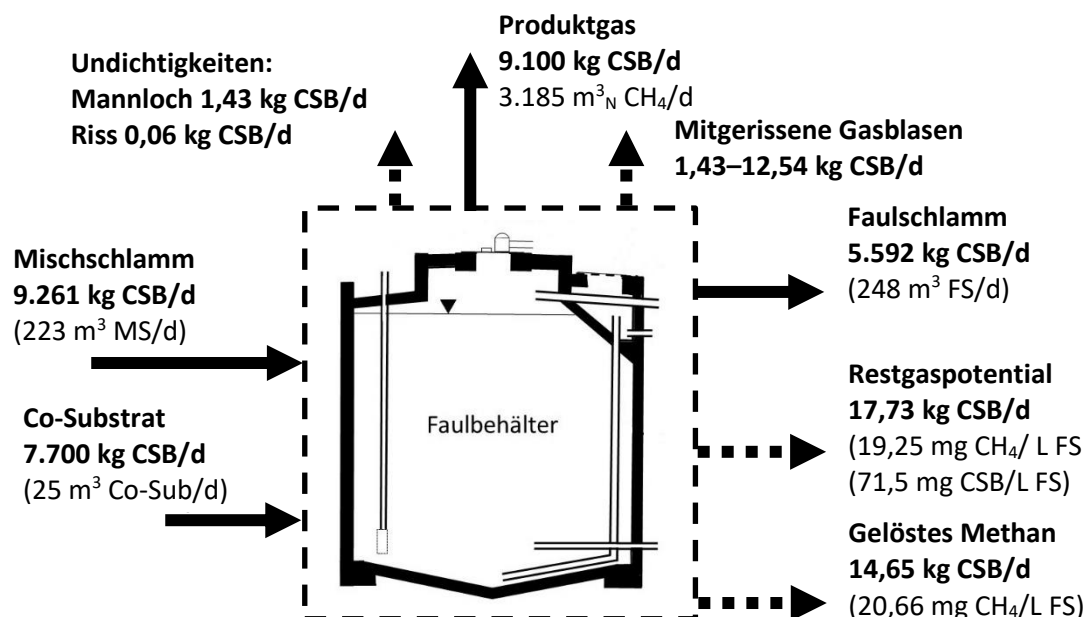 Produktgas
9.100 kg CSB/d
3.185 m³N CH₄/d
Undichtigkeiten:
Mannloch 1,43 kg CSB/d
Riss 0,06 kg CSB/d
Mitgerissene Gasblasen
1,43–12,54 kg CSB/d
Mischschlamm
9.261 kg CSB/d
(223 m³ MS/d)
Co-Substrat
7.700 kg CSB/d
(25 m³ Co-Sub/d)
Faulbehälter
Faulschlamm
5.592 kg CSB/d
(248 m³ FS/d)
Restgaspotential
17,73 kg CSB/d
(19,25 mg CH₄/ L FS
(71,5 mg CSB/L FS)
Gelöstes Methan
14,65 kg CSB/d
(20,66 mg CH₄/L FS)